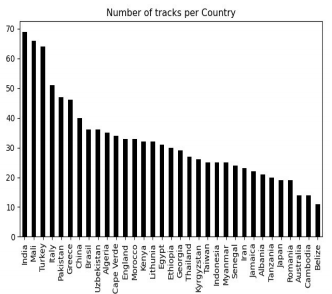 Number of tracks per Country
70
60
50
40
30
20
10
0
India
Mali
Turkey
Italy
Pakistan
Greece
China
Brasil
Uzbekistan
Algeria
Cape Verde
England
Morocco
Kenya
Lithunia
Egypt
Ethiopia
Georgia
Thailand
Kyrgyzstan
Taiwan
Indonesia
Myanmar
Senegal
Iran
Jamaica
Albania
Tanzania
Japan
Romania
Australia
Cambodia
Belize